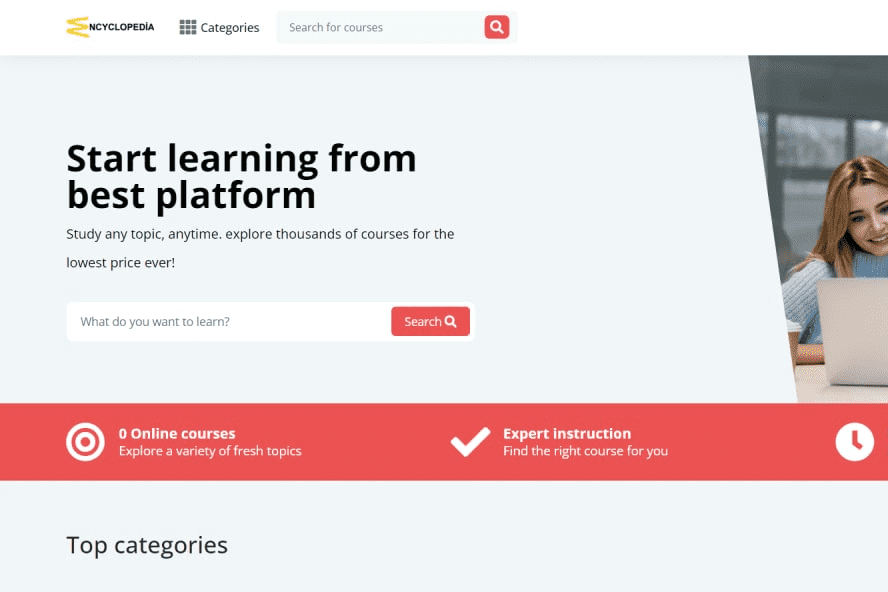 NCYCLOPEDİA
Categories
Search for courses
Start learning from
best platform
Study any topic, anytime. explore thousands of courses for the
lowest price ever!
What do you want to learn?
Search
0 Online courses
Explore a variety of fresh topics
Expert instruction
Find the right course for you
Top categories